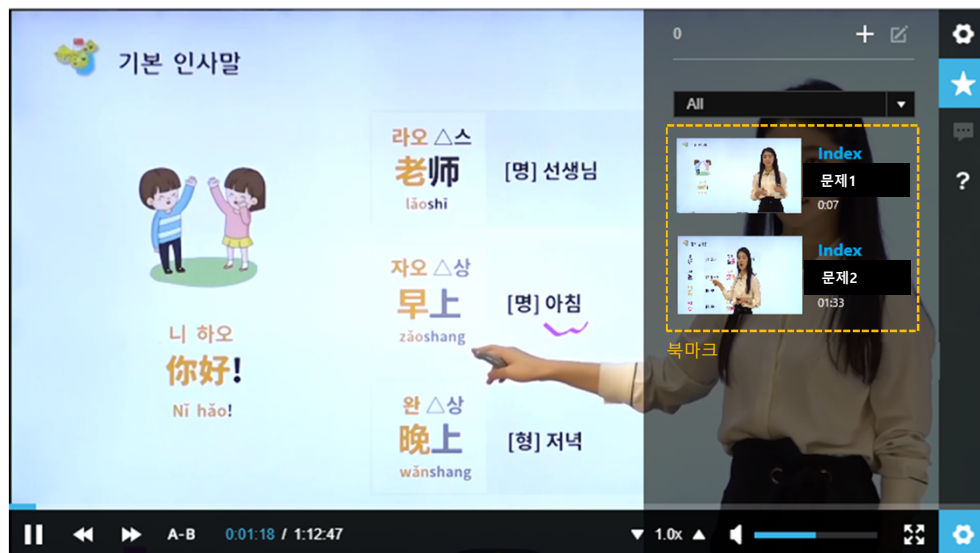 기본 인사말
니 하오
你好!
Nǐ hǎo!
라오 △스
老师
lǎoshī
[명] 선생님
자오 △상
早上
zǎoshang
[명] 아침
완 △상
晚上
wǎnshang
[형] 저녁
0
All
Index
문제1
0:07
Index
문제2
01:33
북마크
?
A-B
0:01:18 / 1:12:47
1.0x